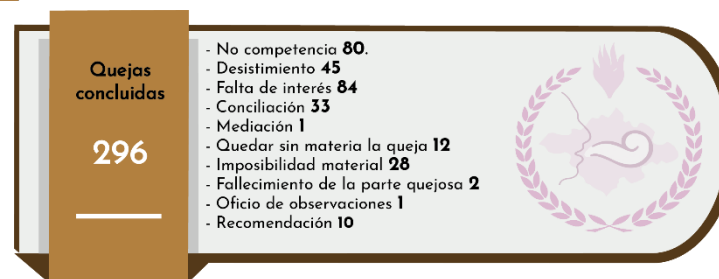 Quejas
concluidas
296
- No competencia 80.
- Desistimiento 45
- Falta de interés 84
- Conciliación 33
- Mediación 1
- Quedar sin materia la queja 12
- Imposibilidad material 28
- Fallecimiento de la parte quejosa 2
- Oficio de observaciones 1
- Recomendación 10